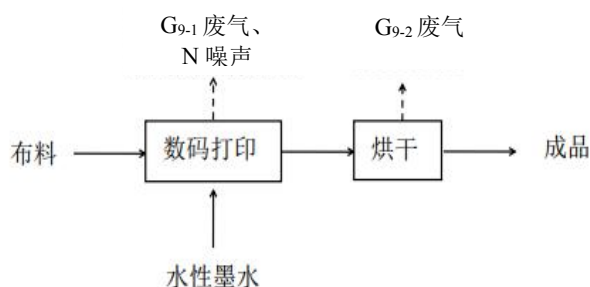 G9-1 废气、
N 噪声
G9-2 废气
布料
数码打印
烘干
成品
水性墨水